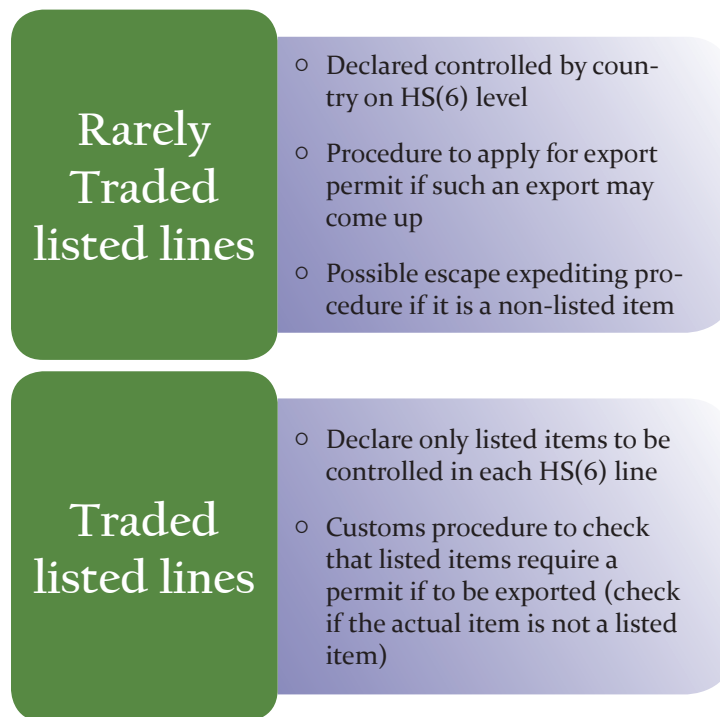 Rarely
Traded
listed lines
○ Declared controlled by coun-
try on HS(6) level
○ Procedure to apply for export
permit if such an export may
come up
○ Possible escape expediting pro-
cedure if it is a non-listed item
Traded
listed lines
○ Declare only listed items to be
controlled in each HS(6) line
○ Customs procedure to check
that listed items require a
permit if to be exported (check
if the actual item is not a listed
item)